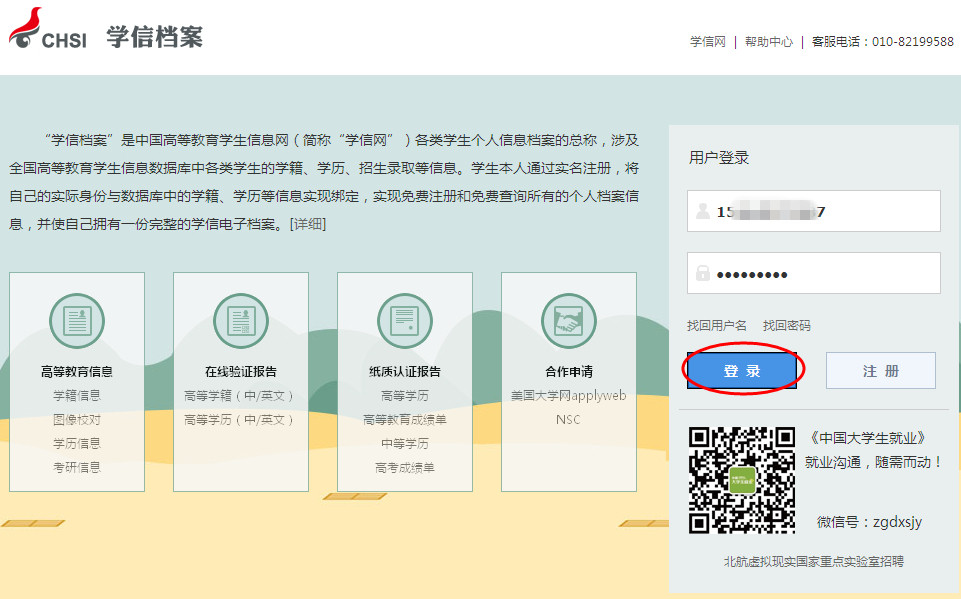 CHSI 学信档案
学信网 | 帮助中心 | 客服电话：010-82199588
“学信档案”是中国高等教育学生信息网（简称“学信网”）各类学生个人信息档案的总称，涉及
全国高等教育学生信息数据库中各类学生的学籍、学历、招生录取等信息。学生本人通过实名注册，将
自己的实际身份与数据库中的学籍、学历等信息实现绑定，实现免费注册和免费查询所有的个人档案信
息，并使自己拥有一份完整的学信电子档案。[详细]
高等教育信息
学籍信息
图像校对
学历信息
考研信息
在线验证报告
高等学籍（中/英文）
高等学历（中/英文）
纸质认证报告
高等学历
高等教育成绩单
中等学历
高考成绩单
合作申请
美国大学网applyweb
NSC
用户登录
15 7
找回用户名 找回密码
登 录
注 册
《中国大学生就业》
就业沟通，随需而动！
微信号：zgdxsjy
北航虚拟现实国家重点实验室招聘